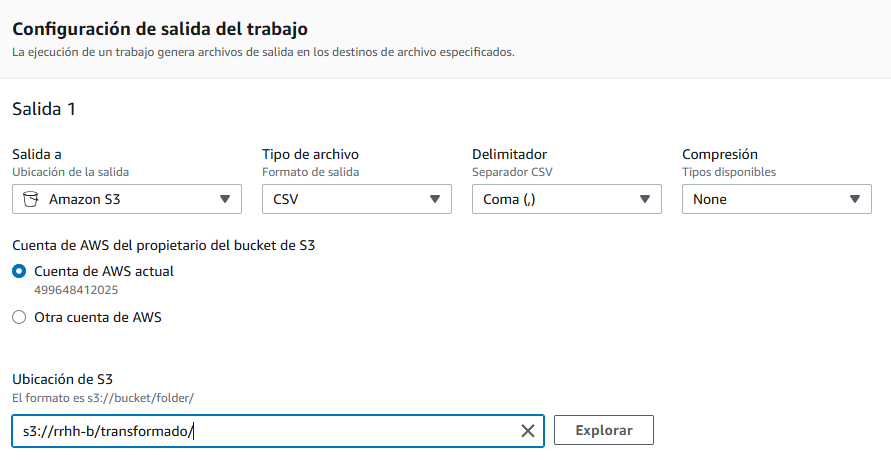 Configuración de salida del trabajo
La ejecución de un trabajo genera archivos de salida en los destinos de archivo especificados.
Salida 1
Salida a
Ubicación de la salida
Amazon S3
Tipo de archivo
Formato de salida
CSV
Delimitador
Separador CSV
Coma (,)
Compresión
Tipos disponibles
None
Cuenta de AWS del propietario del bucket de S3
Cuenta de AWS actual
499648412025
Otra cuenta de AWS
Ubicación de S3
El formato es s3://bucket/folder/
s3://rrhh-b/transformado/
Explorar